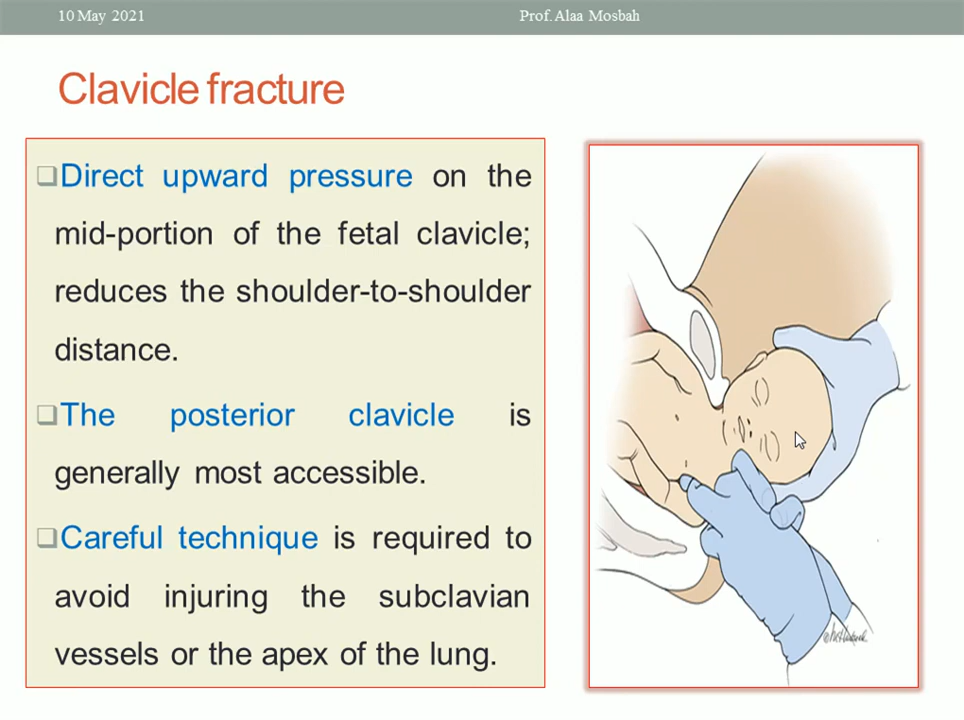 10 May 2021
Prof. Alaa Mosbah
Clavicle fracture
Direct upward pressure on the
mid-portion of the fetal clavicle;
reduces the shoulder-to-shoulder
distance.
The posterior clavicle is
generally most accessible.
Careful technique is required to
avoid injuring the subclavian
vessels or the apex of the lung.